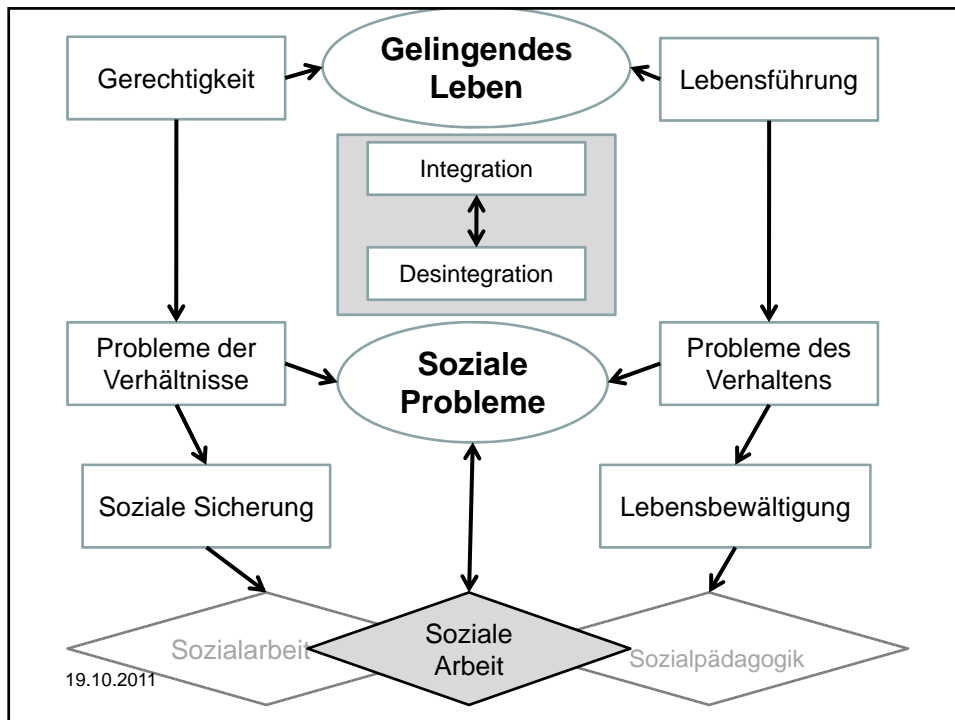 Gelingendes
Leben
Gerechtigkeit
Lebensführung
Integration
Desintegration
Probleme der
Verhältnisse
Soziale
Probleme
Probleme des
Verhaltens
Soziale Sicherung
Lebensbewältigung
Sozialarbeit
Soziale
Arbeit
Sozialpädagogik
19.10.2011